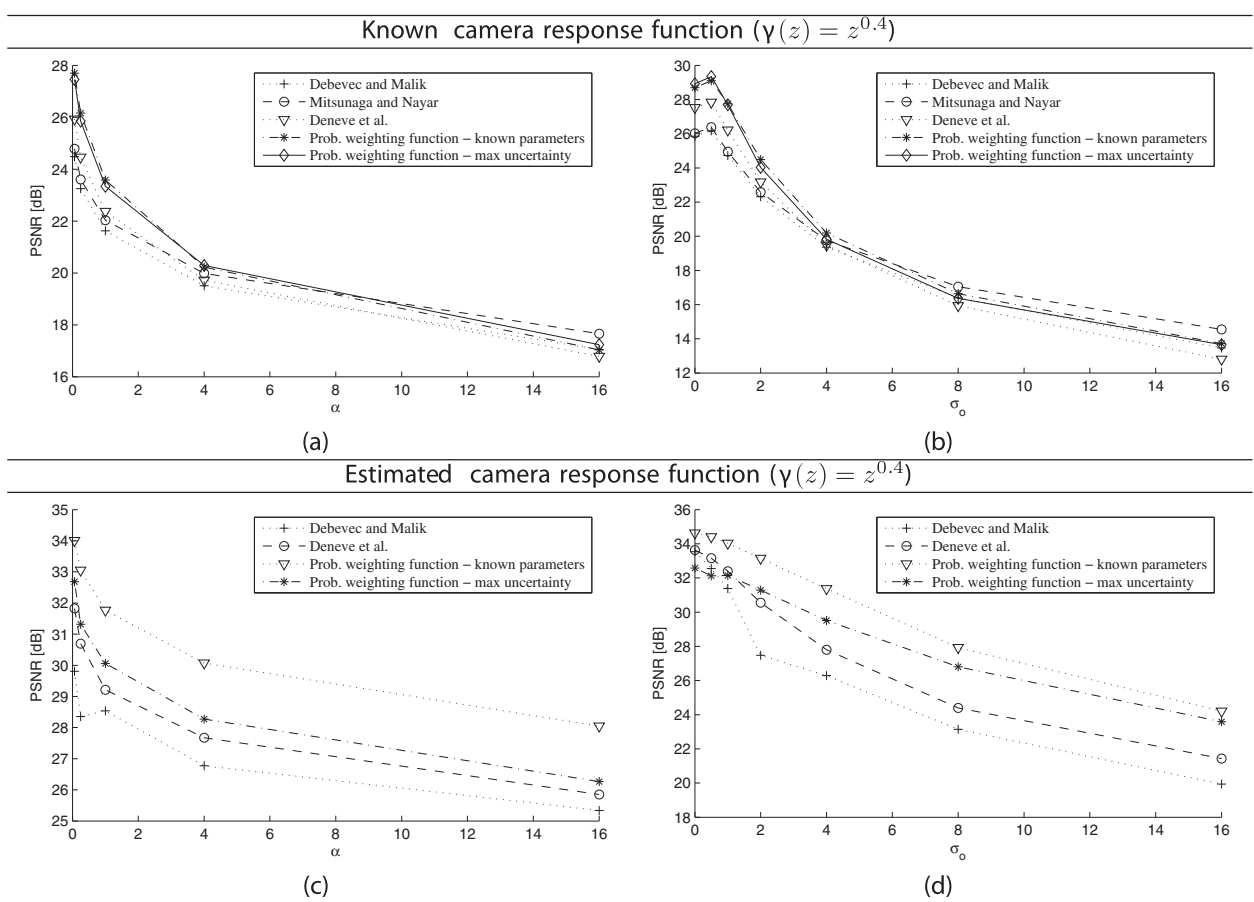 Known camera response function (γ(z) = z^0.4)
28
26
24
22
20
18
16
PSNR [dB]
0 2 4 6 8 10 12 14 16
α
Debevec and Malik
Mitsunaga and Nayar
Deneve et al.
Prob. weighting function – known parameters
Prob. weighting function – max uncertainty
(a)
30
28
26
24
22
20
18
16
14
12
PSNR [dB]
0 2 4 6 8 10 12 14 16
σo
Debevec and Malik
Mitsunaga and Nayar
Deneve et al.
Prob. weighting function – known parameters
Prob. weighting function – max uncertainty
(b)
Estimated camera response function (γ(z) = z^0.4)
35
34
33
32
31
30
29
28
27
26
25
PSNR [dB]
0 2 4 6 8 10 12 14 16
α
Debevec and Malik
Deneve et al.
Prob. weighting function – known parameters
Prob. weighting function – max uncertainty
(c)
36
34
32
30
28
26
24
22
20
18
PSNR [dB]
0 2 4 6 8 10 12 14 16
σo
Debevec and Malik
Deneve et al.
Prob. weighting function – known parameters
Prob. weighting function – max uncertainty
(d)